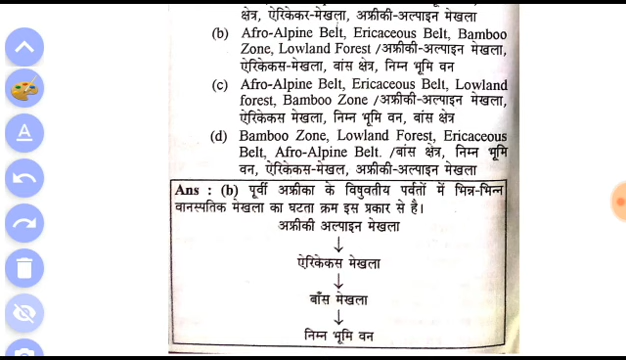 क्षेत्र, ऐरिकेकर-मेखला, अफ्रीकी-अल्पाइन मेखला
(b) Afro-Alpine Belt, Ericaceous Belt, Bamboo
Zone, Lowland Forest /अफ्रीकी-अल्पाइन मेखला,
ऐरिकेकस-मेखला, बांस क्षेत्र, निम्न भूमि वन
(c) Afro-Alpine Belt, Ericaceous Belt, Lowland
forest, Bamboo Zone /अफ्रीकी-अल्पाइन मेखला,
ऐरिकेकस मेखला, निम्न भूमि वन, बांस क्षेत्र
(d) Bamboo Zone, Lowland Forest, Ericaceous
Belt, Afro-Alpine Belt. /बांस क्षेत्र, निम्न भूमि
वन, ऐरिकेकस-मेखल, अफ्रीकी-अल्पाइन मेखला
Ans : (b) पूर्वी अफ्रीका के विषुवतीय पर्वतों में भिन्न-भिन्न
वानस्पतिक मेखला का घटता क्रम इस प्रकार से है।
अफ्रीकी अल्पाइन मेखला
↓
ऐरिकेकस मेखला
↓
बाँस मेखला
↓
निम्न भूमि वन
A